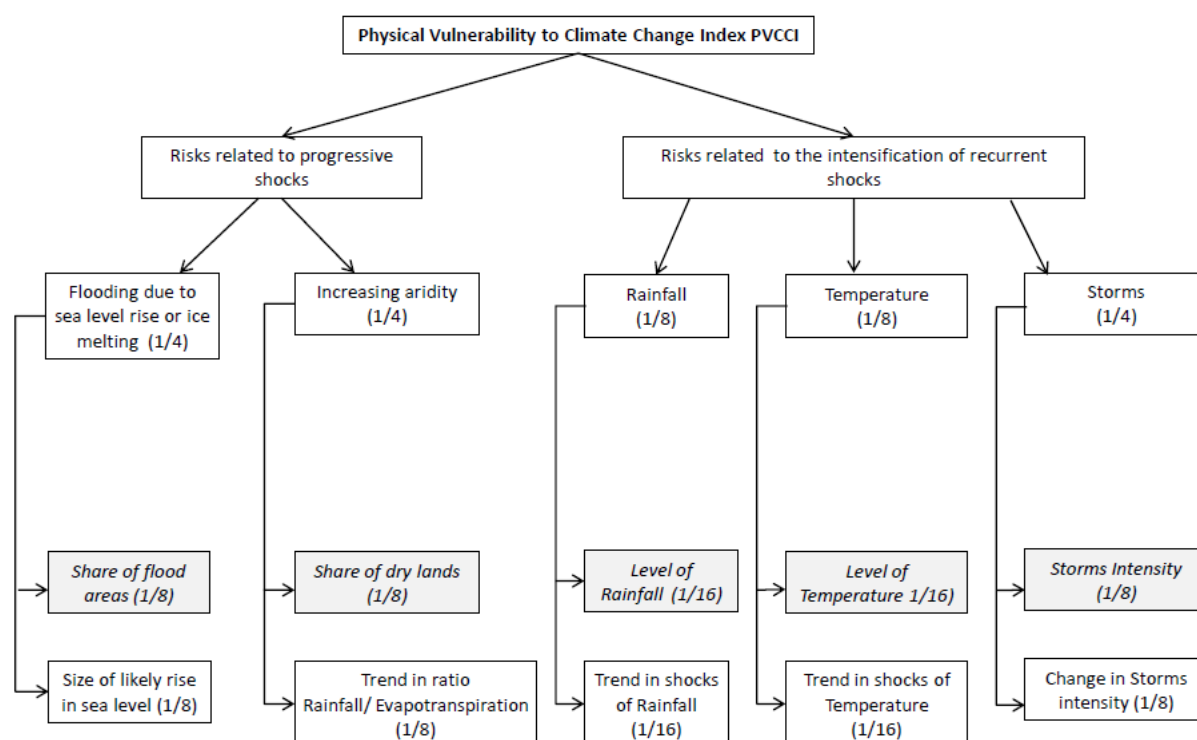 Physical Vulnerability to Climate Change Index PVCCI
Risks related to progressive
shocks
Risks related to the intensification of recurrent
shocks
Flooding due to
sea level rise or ice
melting (1/4)
Increasing aridity
(1/4)
Rainfall
(1/8)
Temperature
(1/8)
Storms
(1/4)
Share of flood
areas (1/8)
Share of dry lands
(1/8)
Level of
Rainfall (1/16)
Level of
Temperature 1/16)
Storms Intensity
(1/8)
Size of likely rise
in sea level (1/8)
Trend in ratio
Rainfall/ Evapotranspiration
(1/8)
Trend in shocks
of Rainfall
(1/16)
Trend in shocks of
Temperature
(1/16)
Change in Storms
intensity (1/8)